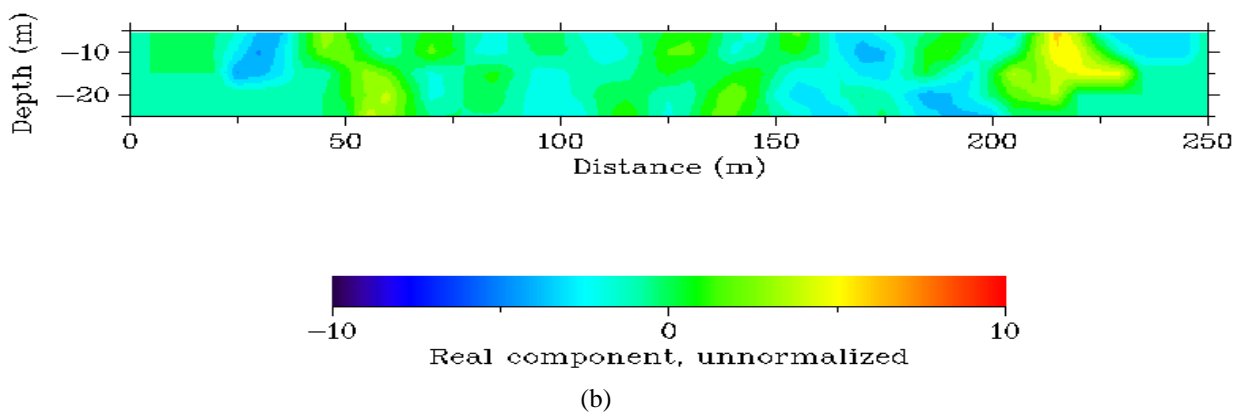 Depth (m)
−10
−20
0 50 100 150 200 250
Distance (m)
−10 0 10
Real component, unnormalized
(b)